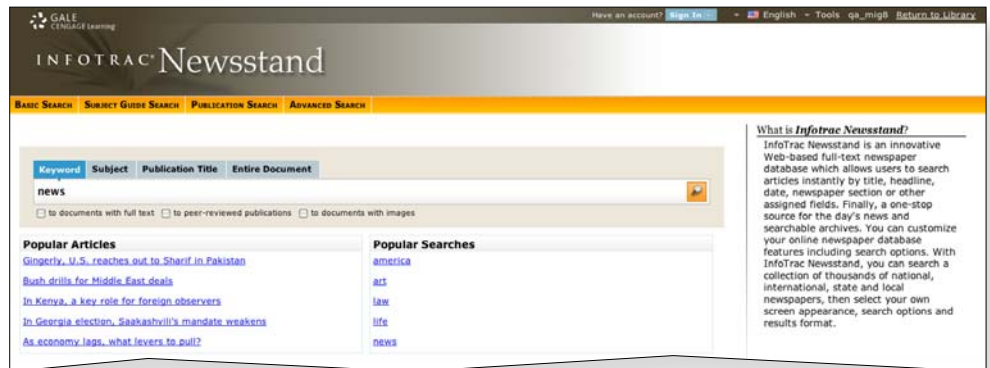 GALE
CENGAGE Learning
Have an account? Sign In
English
Tools
qa_mig8
Return to Library
INFOTRAC® Newsstand
BASIC SEARCH SUBJECT GUIDE SEARCH PUBLICATION SEARCH ADVANCED SEARCH
Keyword Subject Publication Title Entire Document
news
to documents with full text to peer-reviewed publications to documents with images
Popular Articles
Gingerly, U.S. reaches out to Sharif in Pakistan
Bush drills for Middle East deals
In Kenya, a key role for foreign observers
In Georgia election, Saakashvili's mandate weakens
As economy lags, what levers to pull?
Popular Searches
america
art
law
life
news
What is Infotrac Newsstand?
InfoTrac Newsstand is an innovative
Web-based full-text newspaper
database which allows users to search
articles instantly by title, headline,
date, newspaper section or other
assigned fields. Finally, a one-stop
source for the day's news and
searchable archives. You can customize
your online newspaper database
features including search options. With
InfoTrac Newsstand, you can search a
collection of thousands of national,
international, state and local
newspapers, then select your own
screen appearance, search options and
results format.